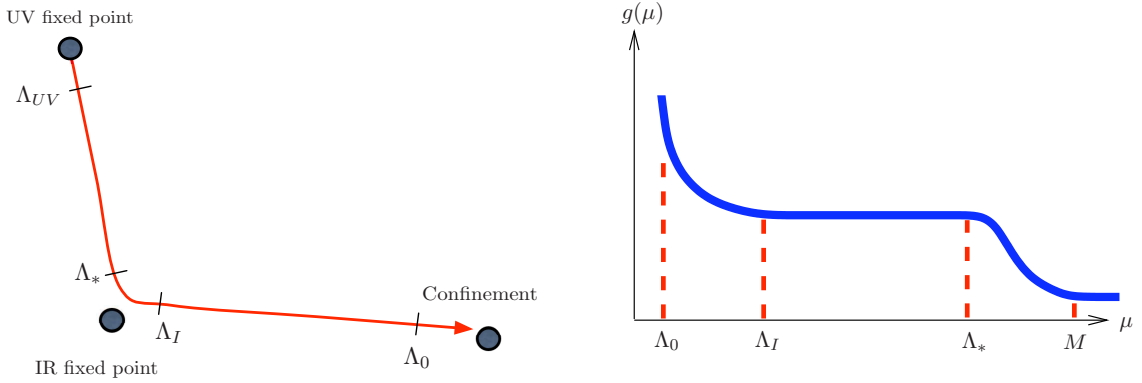 UV fixed point
Λ_{UV}
Λ_*
Λ_I
Confinement
Λ_0
IR fixed point
g(μ)
Λ_0
Λ_I
Λ_*
M
μ